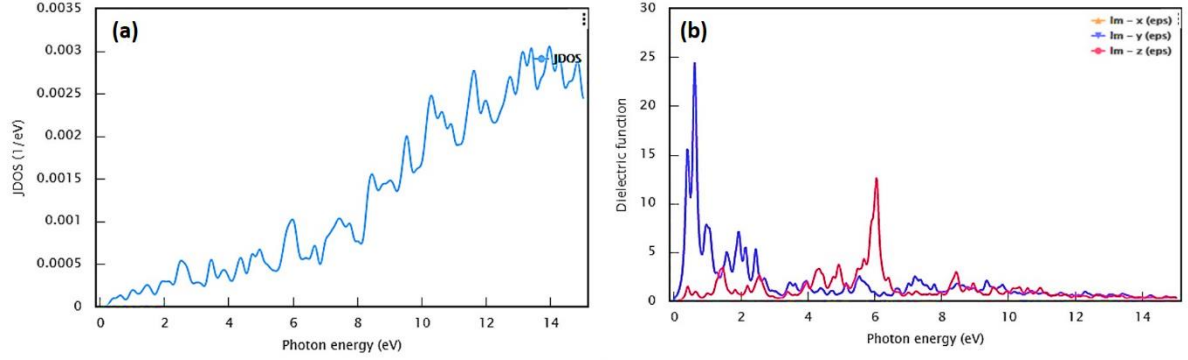 (a)
JDOS
0.0035
0.003
0.0025
0.002
0.0015
0.001
0.0005
0
JDOS (1/eV)
0 2 4 6 8 10 12 14
Photon energy (eV)
(b)
Im - x (eps)
Im - y (eps)
Im - z (eps)
30
25
20
15
10
5
0
Dielectric function
0 2 4 6 8 10 12 14
Photon energy (eV)